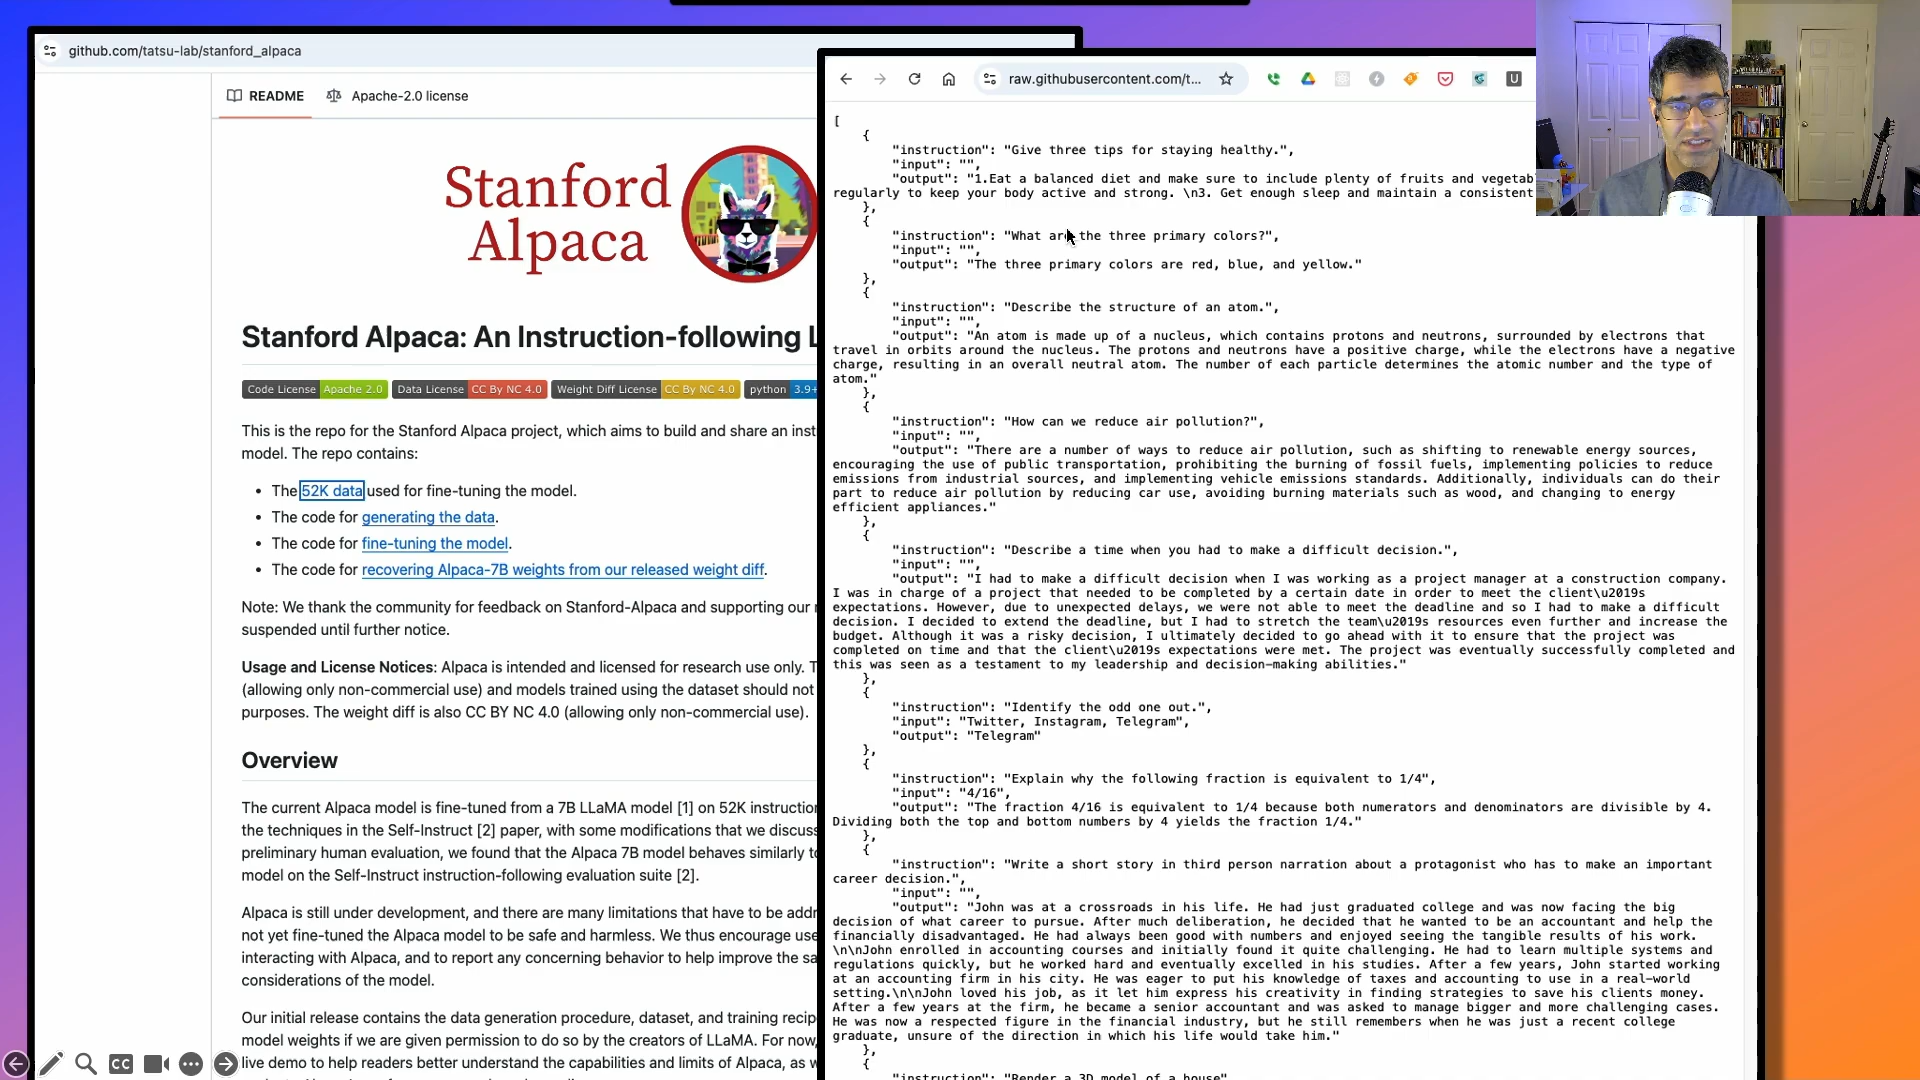 github.com/tatsu-lab/stanford_alpaca
README
Apache-2.0 license
Stanford
Alpaca
Stanford Alpaca: An Instruction-following L
Code License Apache 2.0 Data License CC By NC 4.0 Weight Diff License CC By NC 4.0 python 3.9+
This is the repo for the Stanford Alpaca project, which aims to build and share an inst
model. The repo contains:
• The 52K data used for fine-tuning the model.
• The code for generating the data.
• The code for fine-tuning the model.
• The code for recovering Alpaca-7B weights from our released weight diff.
Note: We thank the community for feedback on Stanford-Alpaca and supporting our
suspended until further notice.
Usage and License Notices: Alpaca is intended and licensed for research use only. T
(allowing only non-commercial use) and models trained using the dataset should not
purposes. The weight diff is also CC BY NC 4.0 (allowing only non-commercial use).
Overview
The current Alpaca model is fine-tuned from a 7B LLaMA model [1] on 52K instruction
the techniques in the Self-Instruct [2] paper, with some modifications that we discuss
preliminary human evaluation, we found that the Alpaca 7B model behaves similarly to
model on the Self-Instruct instruction-following evaluation suite [2].
Alpaca is still under development, and there are many limitations that have to be addr
not yet fine-tuned the Alpaca model to be safe and harmless. We thus encourage use
interacting with Alpaca, and to report any concerning behavior to help improve the sa
considerations of the model.
Our initial release contains the data generation procedure, dataset, and training recip
model weights if we are given permission to do so by the creators of LLaMA. For now,
live demo to help readers better understand the capabilities and limits of Alpaca, as w
CC
raw.githubusercontent.com/t...
U
[
{
"instruction": "Give three tips for staying healthy.",
"input": "",
"output": "1.Eat a balanced diet and make sure to include plenty of fruits and vegetab
regularly to keep your body active and strong. \n3. Get enough sleep and maintain a consistent
},
{
"instruction": "What are the three primary colors?",
"input": "",
"output": "The three primary colors are red, blue, and yellow."
},
{
"instruction": "Describe the structure of an atom.",
"input": "",
"output": "An atom is made up of a nucleus, which contains protons and neutrons, surrounded by electrons that
travel in orbits around the nucleus. The protons and neutrons have a positive charge, while the electrons have a negative
charge, resulting in an overall neutral atom. The number of each particle determines the atomic number and the type of
atom."
},
{
"instruction": "How can we reduce air pollution?",
"input": "",
"output": "There are a number of ways to reduce air pollution, such as shifting to renewable energy sources,
encouraging the use of public transportation, prohibiting the burning of fossil fuels, implementing policies to reduce
emissions from industrial sources, and implementing vehicle emissions standards. Additionally, individuals can do their
part to reduce air pollution by reducing car use, avoiding burning materials such as wood, and changing to energy
efficient appliances."
},
{
"instruction": "Describe a time when you had to make a difficult decision.",
"input": "",
"output": "I had to make a difficult decision when I was working as a project manager at a construction company.
I was in charge of a project that needed to be completed by a certain date in order to meet the client\u2019s
expectations. However, due to unexpected delays, we were not able to meet the deadline and so I had to make a difficult
decision. I decided to extend the deadline, but I had to stretch the team\u2019s resources even further and increase the
budget. Although it was a risky decision, I ultimately decided to go ahead with it to ensure that the project was
completed on time and that the client\u2019s expectations were met. The project was eventually successfully completed and
this was seen as a testament to my leadership and decision-making abilities."
},
{
"instruction": "Identify the odd one out.",
"input": "Twitter, Instagram, Telegram",
"output": "Telegram"
},
{
"instruction": "Explain why the following fraction is equivalent to 1/4",
"input": "4/16",
"output": "The fraction 4/16 is equivalent to 1/4 because both numerators and denominators are divisible by 4.
Dividing both the top and bottom numbers by 4 yields the fraction 1/4."
},
{
"instruction": "Write a short story in third person narration about a protagonist who has to make an important
career decision.",
"input": "",
"output": "John was at a crossroads in his life. He had just graduated college and was now facing the big
decision of what career to pursue. After much deliberation, he decided that he wanted to be an accountant and help the
financially disadvantaged. He had always been good with numbers and enjoyed seeing the tangible results of his work.
\n\nJohn enrolled in accounting courses and initially found it quite challenging. He had to learn multiple systems and
regulations quickly, but he worked hard and eventually excelled in his studies. After a few years, John started working
at an accounting firm in his city. He was eager to put his knowledge of taxes and accounting to use in a real-world
setting.\n\nJohn loved his job, as it let him express his creativity in finding strategies to save his clients money.
After a few years at the firm, he became a senior accountant and was asked to manage bigger and more challenging cases.
He was now a respected figure in the financial industry, but he still remembers when he was just a recent college
graduate, unsure of the direction in which his life would take him."
},
{
"instruction": "Render a 3D model of a house"